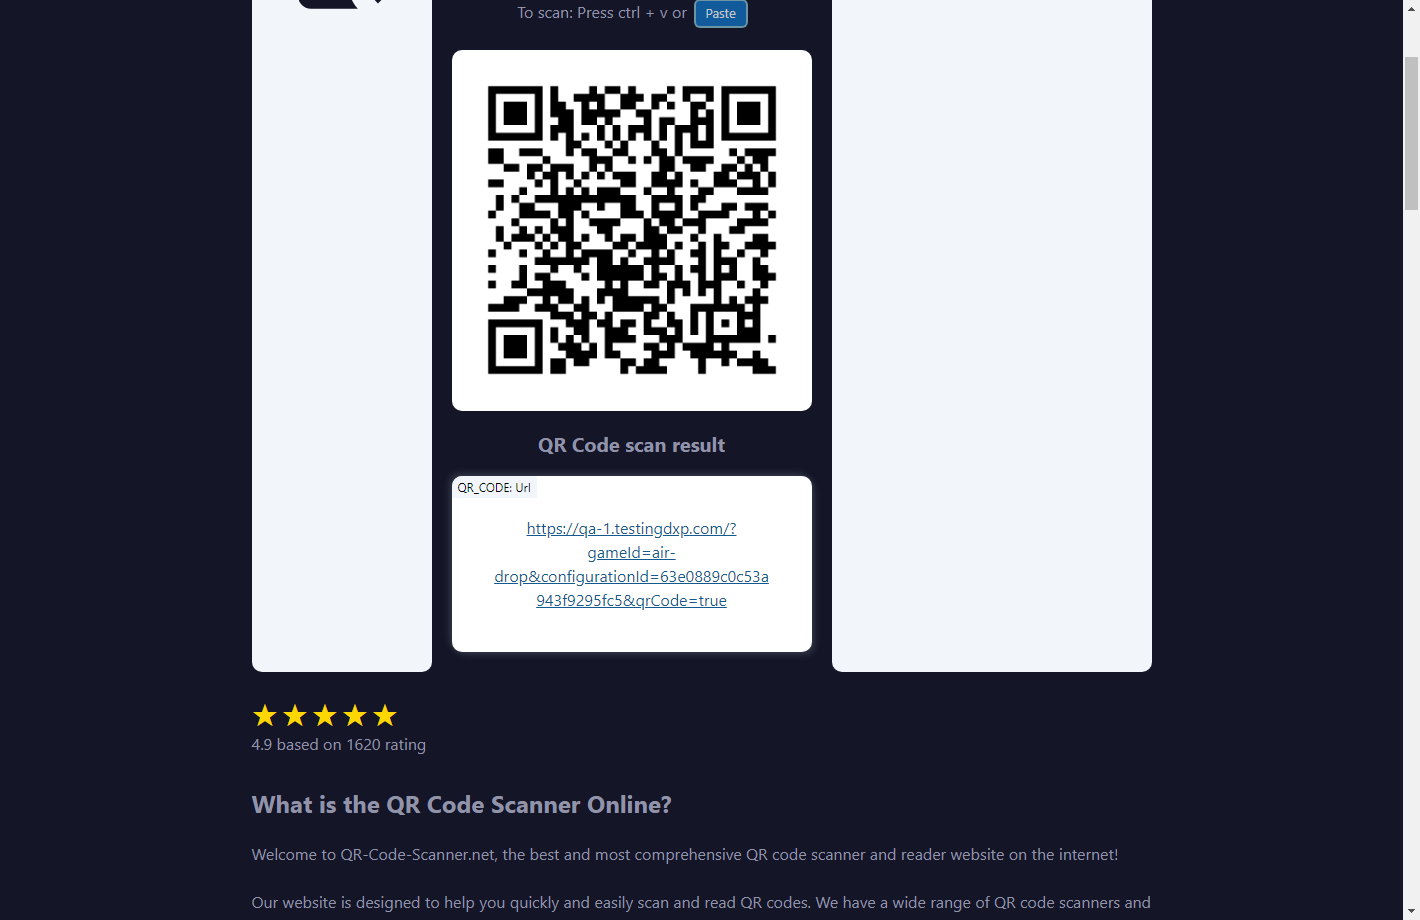 To scan: Press ctrl + v or Paste
QR Code scan result
QR_CODE: Url
https://qa-1.testingdxp.com/?
gameId=air-
drop&configurationId=63e0889c0c53a
943f9295fc5&qrCode=true
4.9 based on 1620 rating
What is the QR Code Scanner Online?
Welcome to QR-Code-Scanner.net, the best and most comprehensive QR code scanner and reader website on the internet!
Our website is designed to help you quickly and easily scan and read QR codes. We have a wide range of QR code scanners and